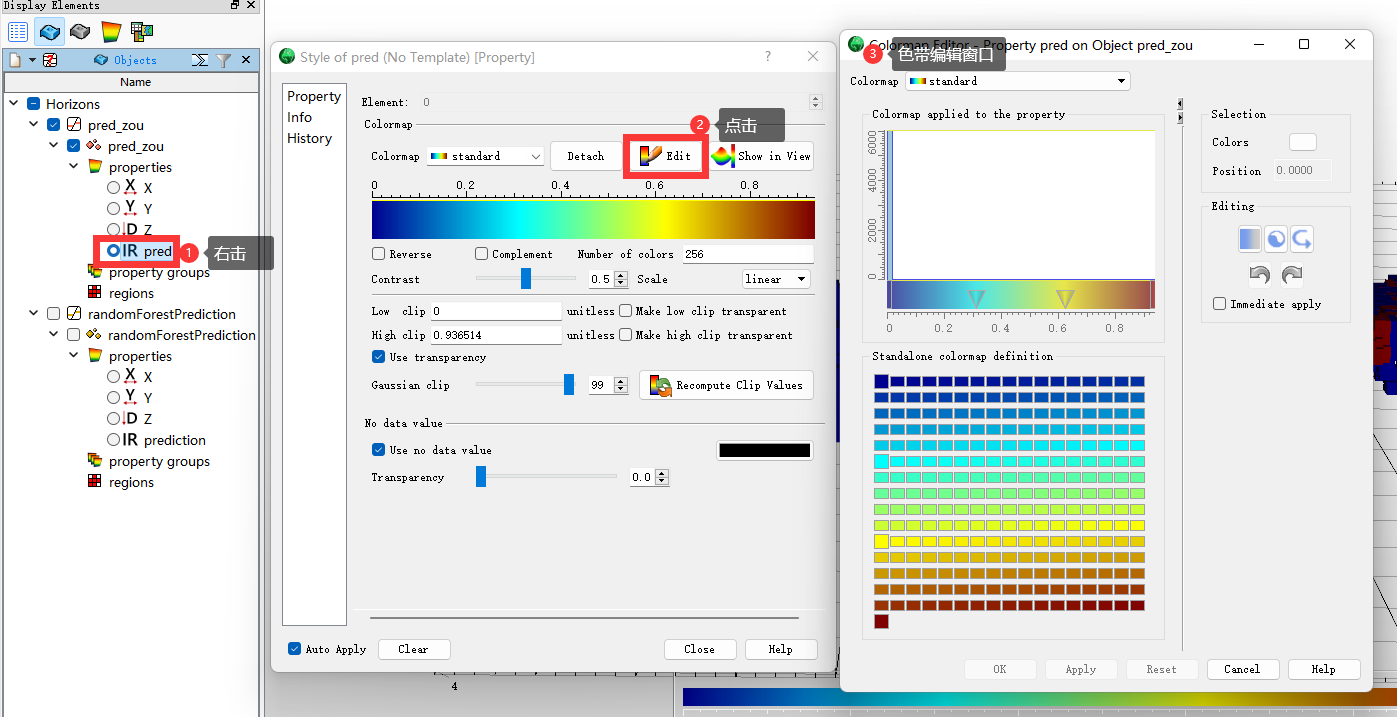 Display Elements
Objects
Name
Horizons
pred_zou
pred_zou
properties
X X
Y Y
D Z
IR pred
1 右击
property groups
regions
randomForestPrediction
randomForestPrediction
properties
X X
Y Y
D Z
IR prediction
property groups
regions
Style of pred (No Template) [Property]
?
Property
Info
History
Element: 0
Colormap
2 点击
Colormap standard Detach Edit Show in View
0 0.2 0.4 0.6 0.8
Reverse Complement Number of colors 256
Contrast 0.5 Scale linear
Low clip 0 unitless Make low clip transparent
High clip 0.936514 unitless Make high clip transparent
Use transparency
Gaussian clip 99 Recompute Clip Values
No data value
Use no data value
Transparency 0.0
Auto Apply Clear Close Help
4
Colorman Editor - Property pred on Object pred_zou
3 色带编辑窗口
Colormap standard
Colormap applied to the property
6000
4000
2000
0
0 0.2 0.4 0.6 0.8
Standalone colormap definition
Selection
Colors
Position 0.0000
Editing
Immediate apply
OK Apply Reset Cancel Help